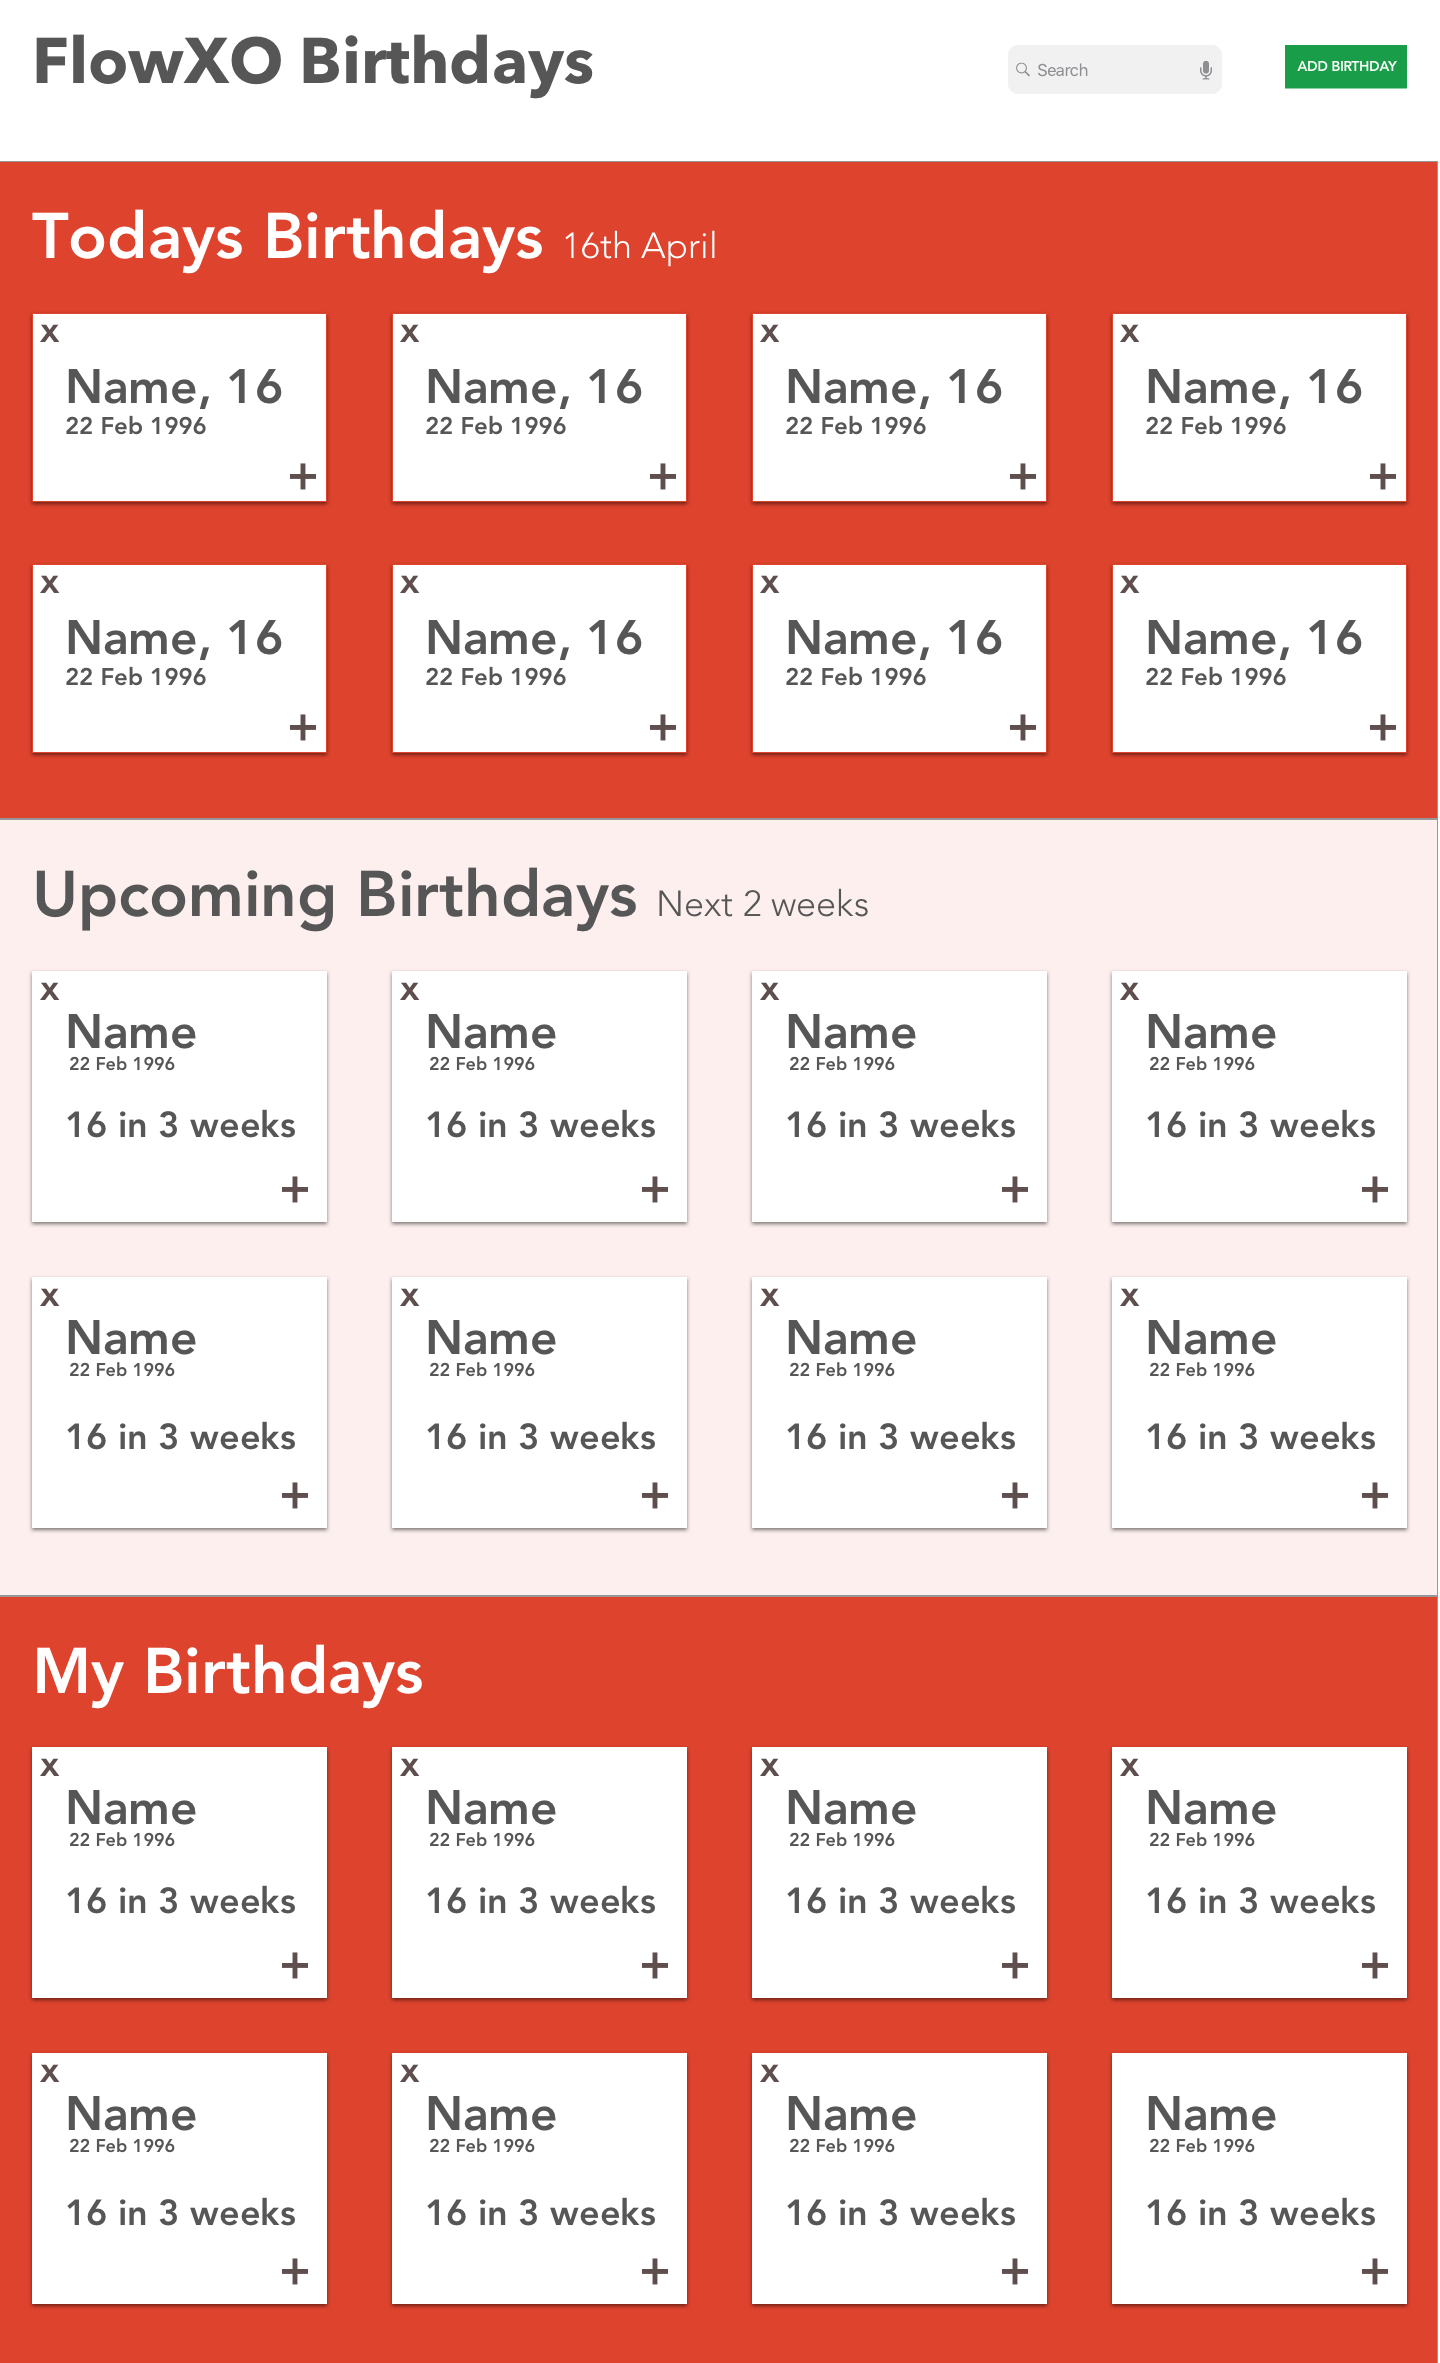 FlowXO Birthdays
Search
ADD BIRTHDAY
Todays Birthdays 16th April
x x x x
Name, 16 Name, 16 Name, 16 Name, 16
22 Feb 1996 22 Feb 1996 22 Feb 1996 22 Feb 1996
+ + + +
x x x x
Name, 16 Name, 16 Name, 16 Name, 16
22 Feb 1996 22 Feb 1996 22 Feb 1996 22 Feb 1996
+ + + +
Upcoming Birthdays Next 2 weeks
x x x x
Name Name Name Name
22 Feb 1996 22 Feb 1996 22 Feb 1996 22 Feb 1996
16 in 3 weeks 16 in 3 weeks 16 in 3 weeks 16 in 3 weeks
+ + + +
x x x x
Name Name Name Name
22 Feb 1996 22 Feb 1996 22 Feb 1996 22 Feb 1996
16 in 3 weeks 16 in 3 weeks 16 in 3 weeks 16 in 3 weeks
+ + + +
My Birthdays
x x x x
Name Name Name Name
22 Feb 1996 22 Feb 1996 22 Feb 1996 22 Feb 1996
16 in 3 weeks 16 in 3 weeks 16 in 3 weeks 16 in 3 weeks
+ + + +
x x x
Name Name Name Name
22 Feb 1996 22 Feb 1996 22 Feb 1996 22 Feb 1996
16 in 3 weeks 16 in 3 weeks 16 in 3 weeks 16 in 3 weeks
+ + + +